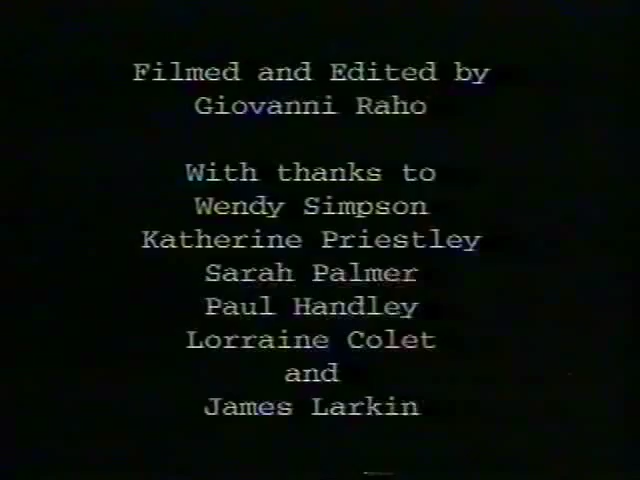 Filmed and Edited by
Giovanni Raho
With thanks to
Wendy Simpson
Katherine Priestley
Sarah Palmer
Paul Handley
Lorraine Colet
and
James Larkin